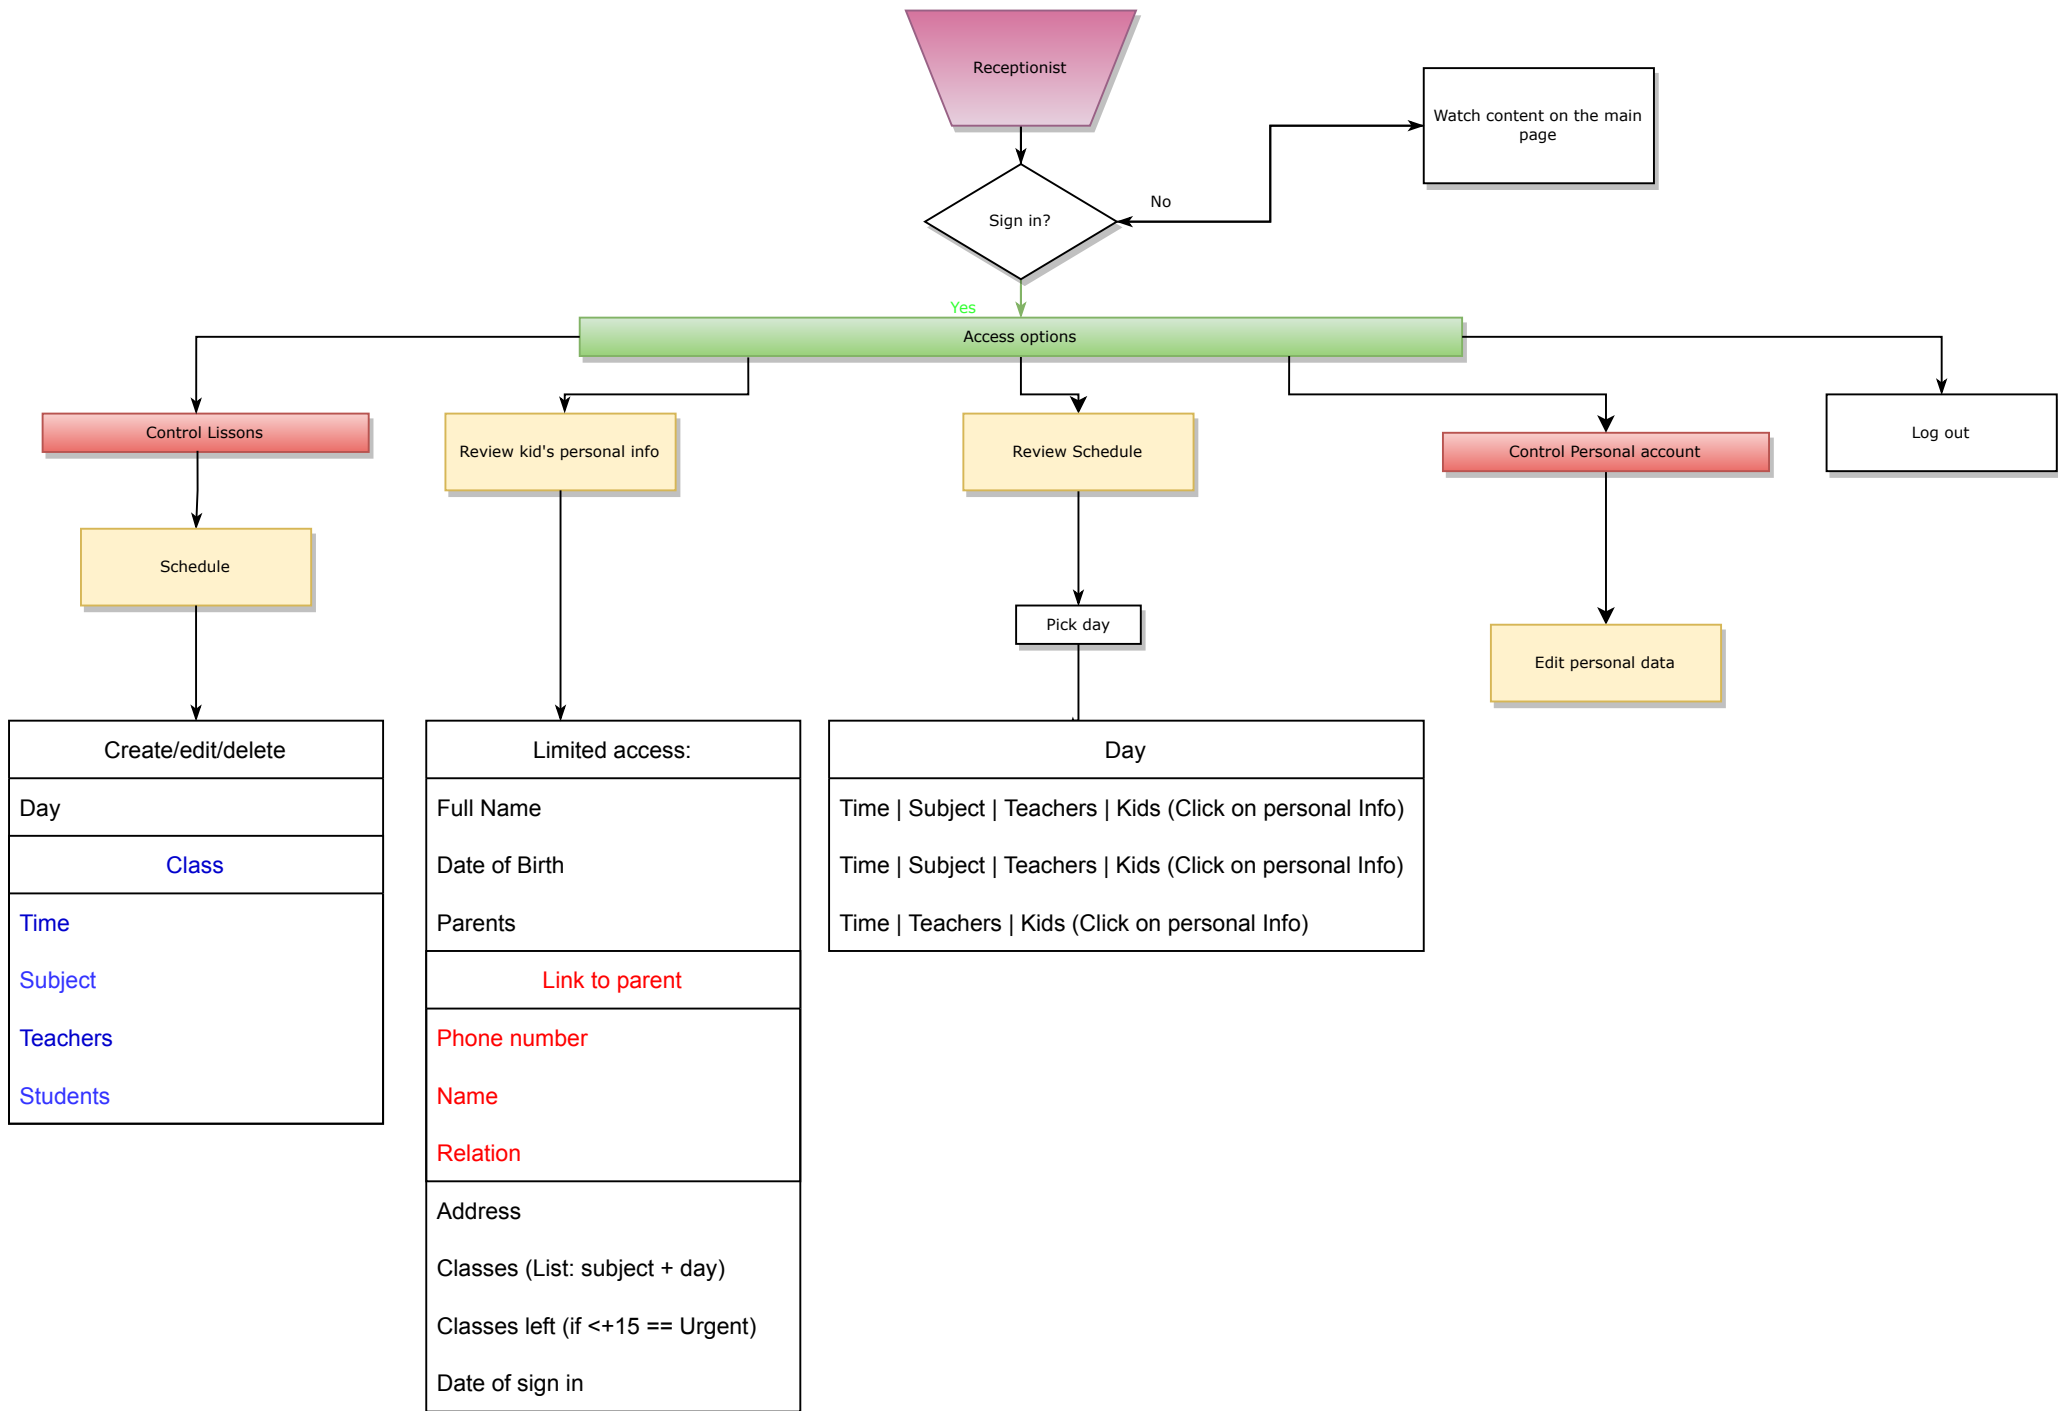 Receptionist
Watch content on the main
page
Sign in?
No
Yes
Access options
Control Lissons
Review kid's personal info
Review Schedule
Control Personal account
Log out
Schedule
Pick day
Edit personal data
Create/edit/delete
Day
Class
Time
Subject
Teachers
Students
Limited access:
Full Name
Date of Birth
Parents
Link to parent
Phone number
Name
Relation
Address
Classes (List: subject + day)
Classes left (if <+15 == Urgent)
Date of sign in
Day
Time | Subject | Teachers | Kids (Click on personal Info)
Time | Subject | Teachers | Kids (Click on personal Info)
Time | Teachers | Kids (Click on personal Info)